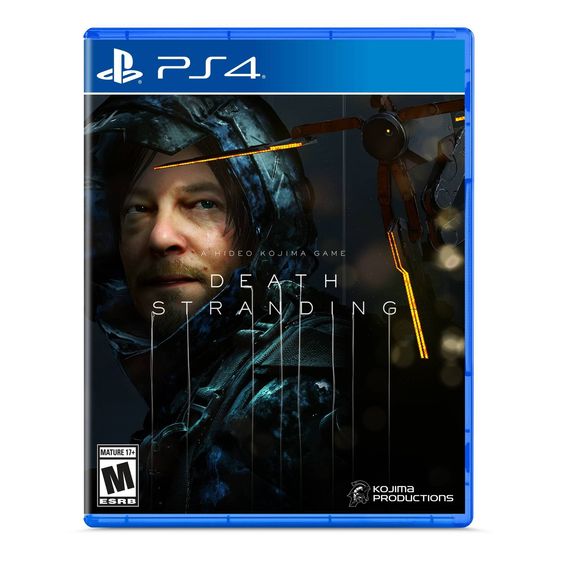 PS4
A HIDEO KOJIMA GAME
DEATH
STRANDING
MATURE 17+
M
ESRB
KOJIMA
PRODUCTIONS